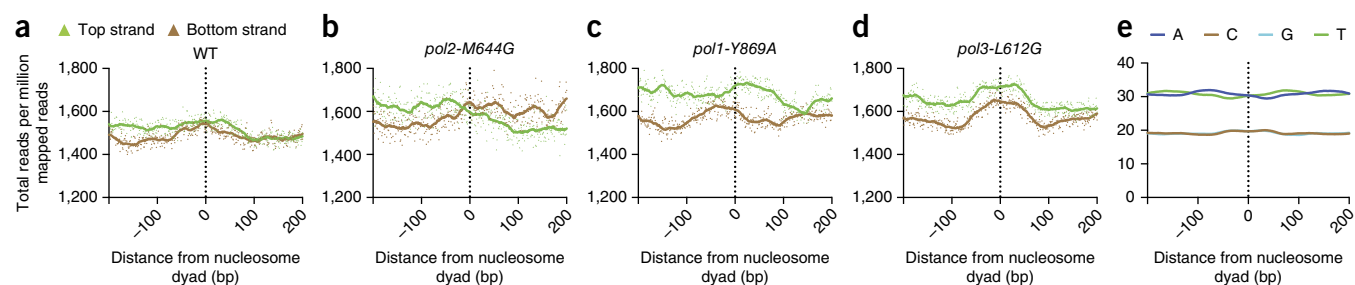 a
Top strand Bottom strand
WT
Total reads per million
mapped reads
1,800
1,600
1,400
1,200
−100 0 100 200
Distance from nucleosome
dyad (bp)
b
pol2-M644G
1,800
1,600
1,400
1,200
−100 0 100 200
Distance from nucleosome
dyad (bp)
c
pol1-Y869A
1,800
1,600
1,400
1,200
−100 0 100 200
Distance from nucleosome
dyad (bp)
d
pol3-L612G
1,800
1,600
1,400
1,200
−100 0 100 200
Distance from nucleosome
dyad (bp)
e
A C G T
40
30
20
10
0
−100 0 100 200
Distance from nucleosome
dyad (bp)